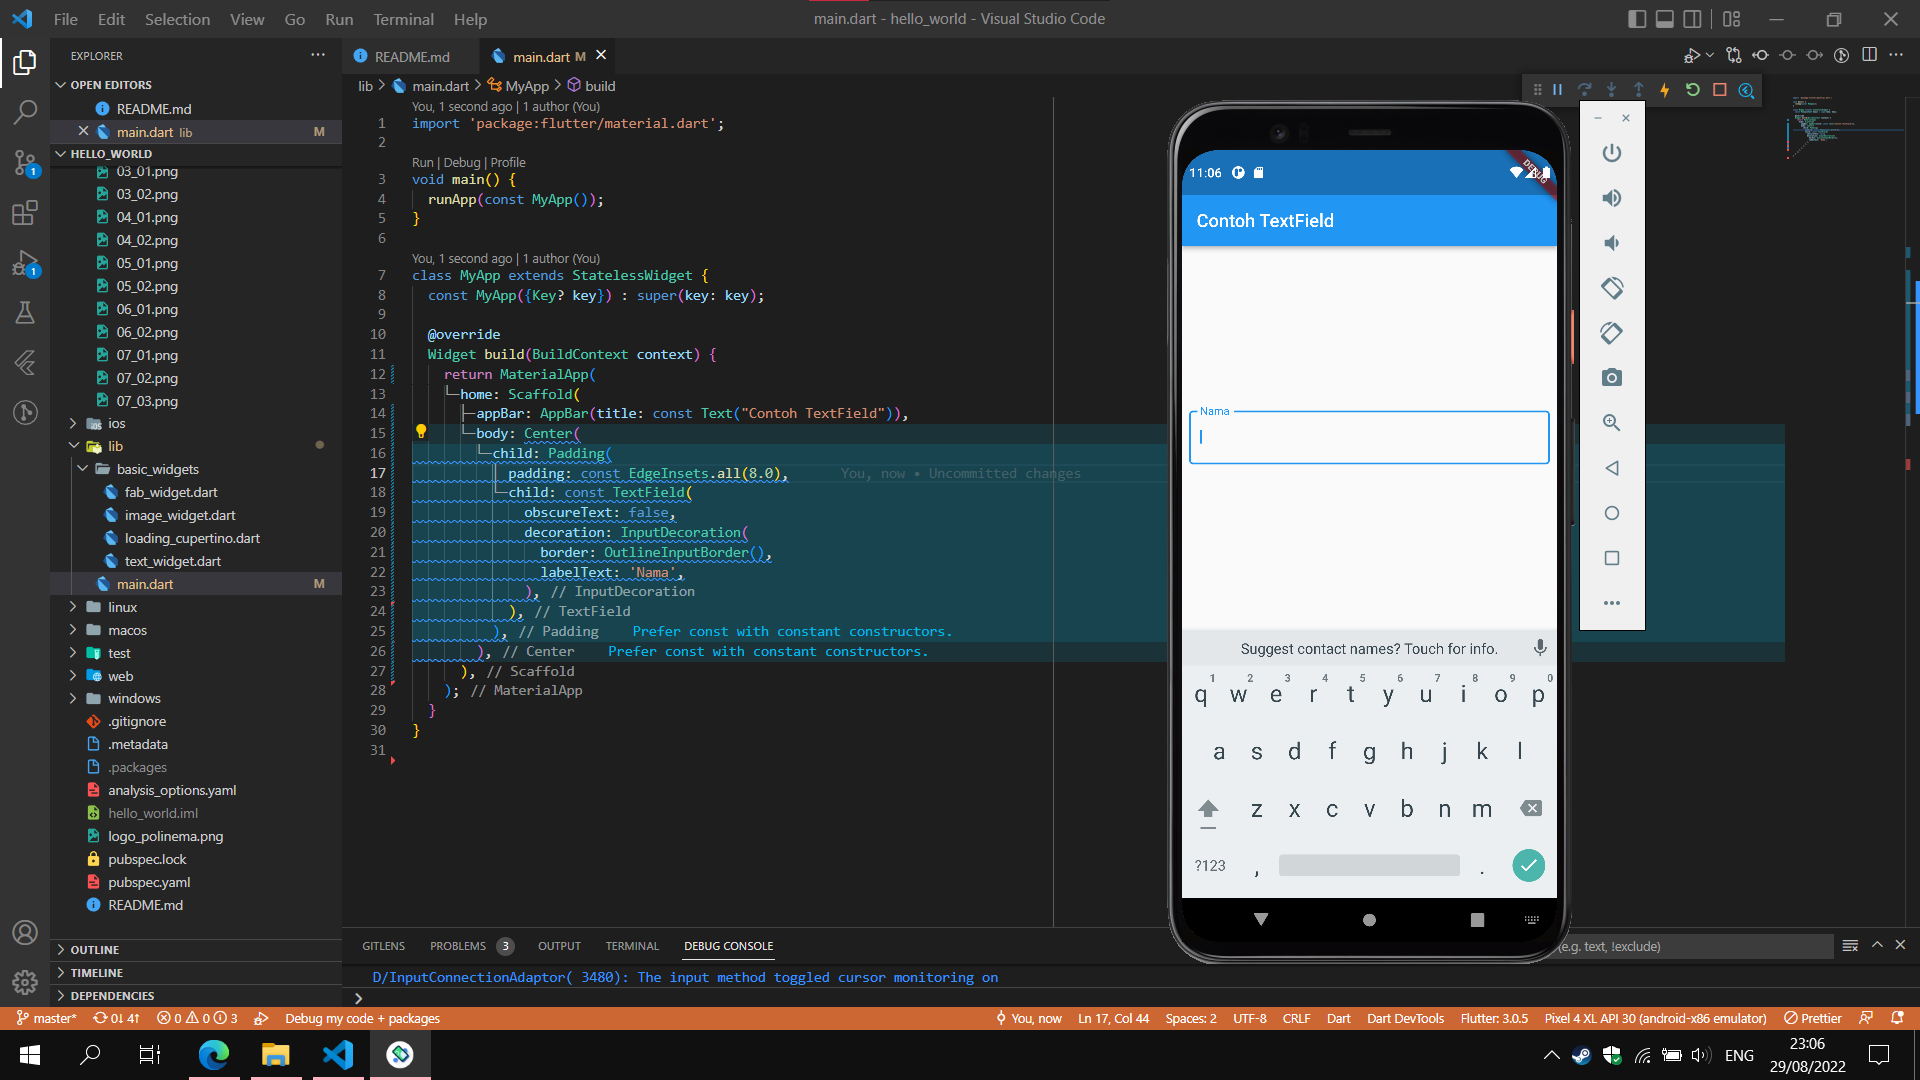 File Edit Selection View Go Run Terminal Help
main.dart - hello_world - Visual Studio Code
EXPLORER
OPEN EDITORS
README.md
main.dart lib M
HELLO_WORLD
03_01.png
03_02.png
04_01.png
04_02.png
05_01.png
05_02.png
06_01.png
06_02.png
07_01.png
07_02.png
07_03.png
ios
lib
basic_widgets
fab_widget.dart
image_widget.dart
loading_cupertino.dart
text_widget.dart
main.dart M
linux
macos
test
web
windows
.gitignore
.metadata
.packages
analysis_options.yaml
hello_world.iml
logo_polinema.png
pubspec.lock
pubspec.yaml
README.md
OUTLINE
TIMELINE
DEPENDENCIES
1
1
README.md main.dart M
lib > main.dart > MyApp > build
You, 1 second ago | 1 author (You)
1 import 'package:flutter/material.dart';
2
Run | Debug | Profile
3 void main() {
4 runApp(const MyApp());
5 }
6
You, 1 second ago | 1 author (You)
7 class MyApp extends StatelessWidget {
8 const MyApp({Key? key}) : super(key: key);
9
10 @override
11 Widget build(BuildContext context) {
12 return MaterialApp(
13 home: Scaffold(
14 appBar: AppBar(title: const Text("Contoh TextField")),
15 body: Center(
16 child: Padding(
17 padding: const EdgeInsets.all(8.0), You, now • Uncommitted changes
18 child: const TextField(
19 obscureText: false,
20 decoration: InputDecoration(
21 border: OutlineInputBorder(),
22 labelText: 'Nama',
23 ), // InputDecoration
24 ), // TextField
25 ), // Padding Prefer const with constant constructors.
26 ), // Center Prefer const with constant constructors.
27 ), // Scaffold
28 ); // MaterialApp
29 }
30 }
31
11:06
DEBUG
Contoh TextField
Nama
Suggest contact names? Touch for info.
1 2 3 4 5 6 7 8 9 0
q w e r t y u i o p
a s d f g h j k l
z x c v b n m
?123 , .
GITLENS PROBLEMS 3 OUTPUT TERMINAL DEBUG CONSOLE
(e.g. text, !exclude)
D/InputConnectionAdaptor( 3480): The input method toggled cursor monitoring on
>
master* 0↓ 4↑ 0 0 3 Debug my code + packages You, now Ln 17, Col 44 Spaces: 2 UTF-8 CRLF Dart Dart DevTools Flutter: 3.0.5 Pixel 4 XL API 30 (android-x86 emulator) Prettier
ENG
23:06
29/08/2022